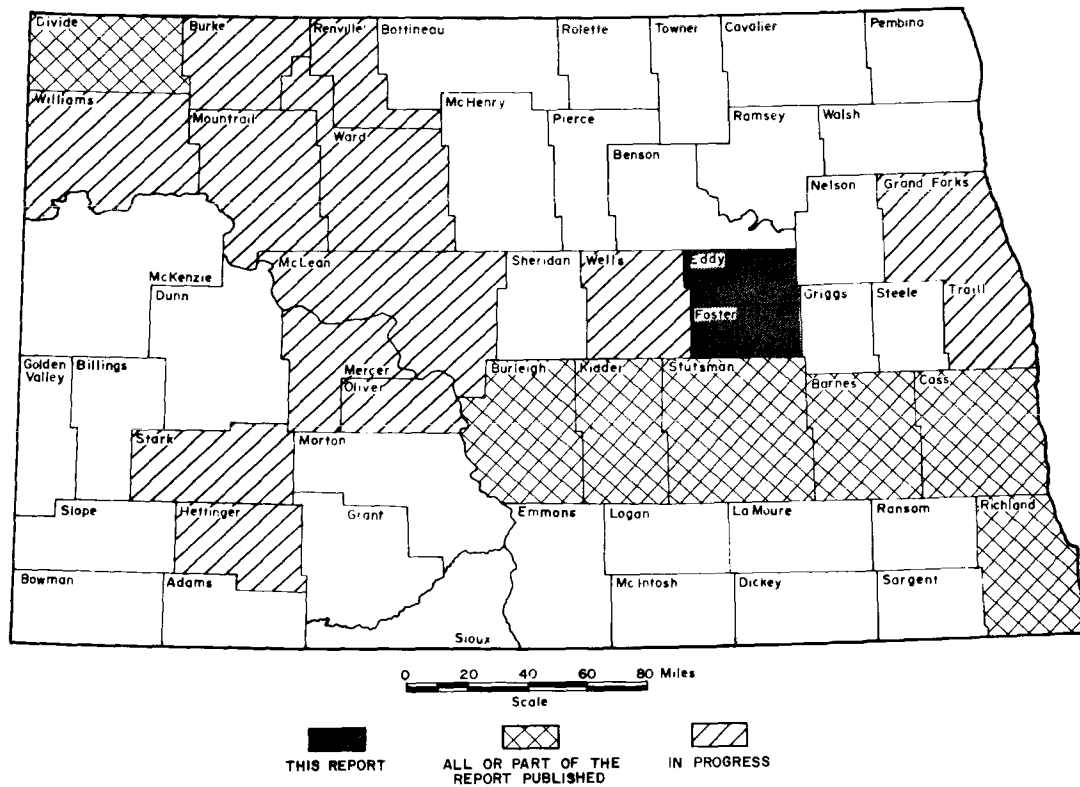 Divide Burke Renville Bottineau Rolette Towner Cavalier Pembina
Williams Mountrail Ward McHenry Pierce Benson Ramsey Walsh
Nelson Grand Forks
McKenzie McLean Sheridan Wells Eddy
Dunn Foster Griggs Steele Traill
Golden Valley Billings Mercer Oliver Burleigh Kidder Stutsman Barnes Cass
Stark Morton
Slope Hettinger Grant Emmons Logan La Moure Ransom Richland
Bowman Adams Sioux McIntosh Dickey Sargent
0 20 40 60 80 Miles
Scale
THIS REPORT
ALL OR PART OF THE
REPORT PUBLISHED
IN PROGRESS